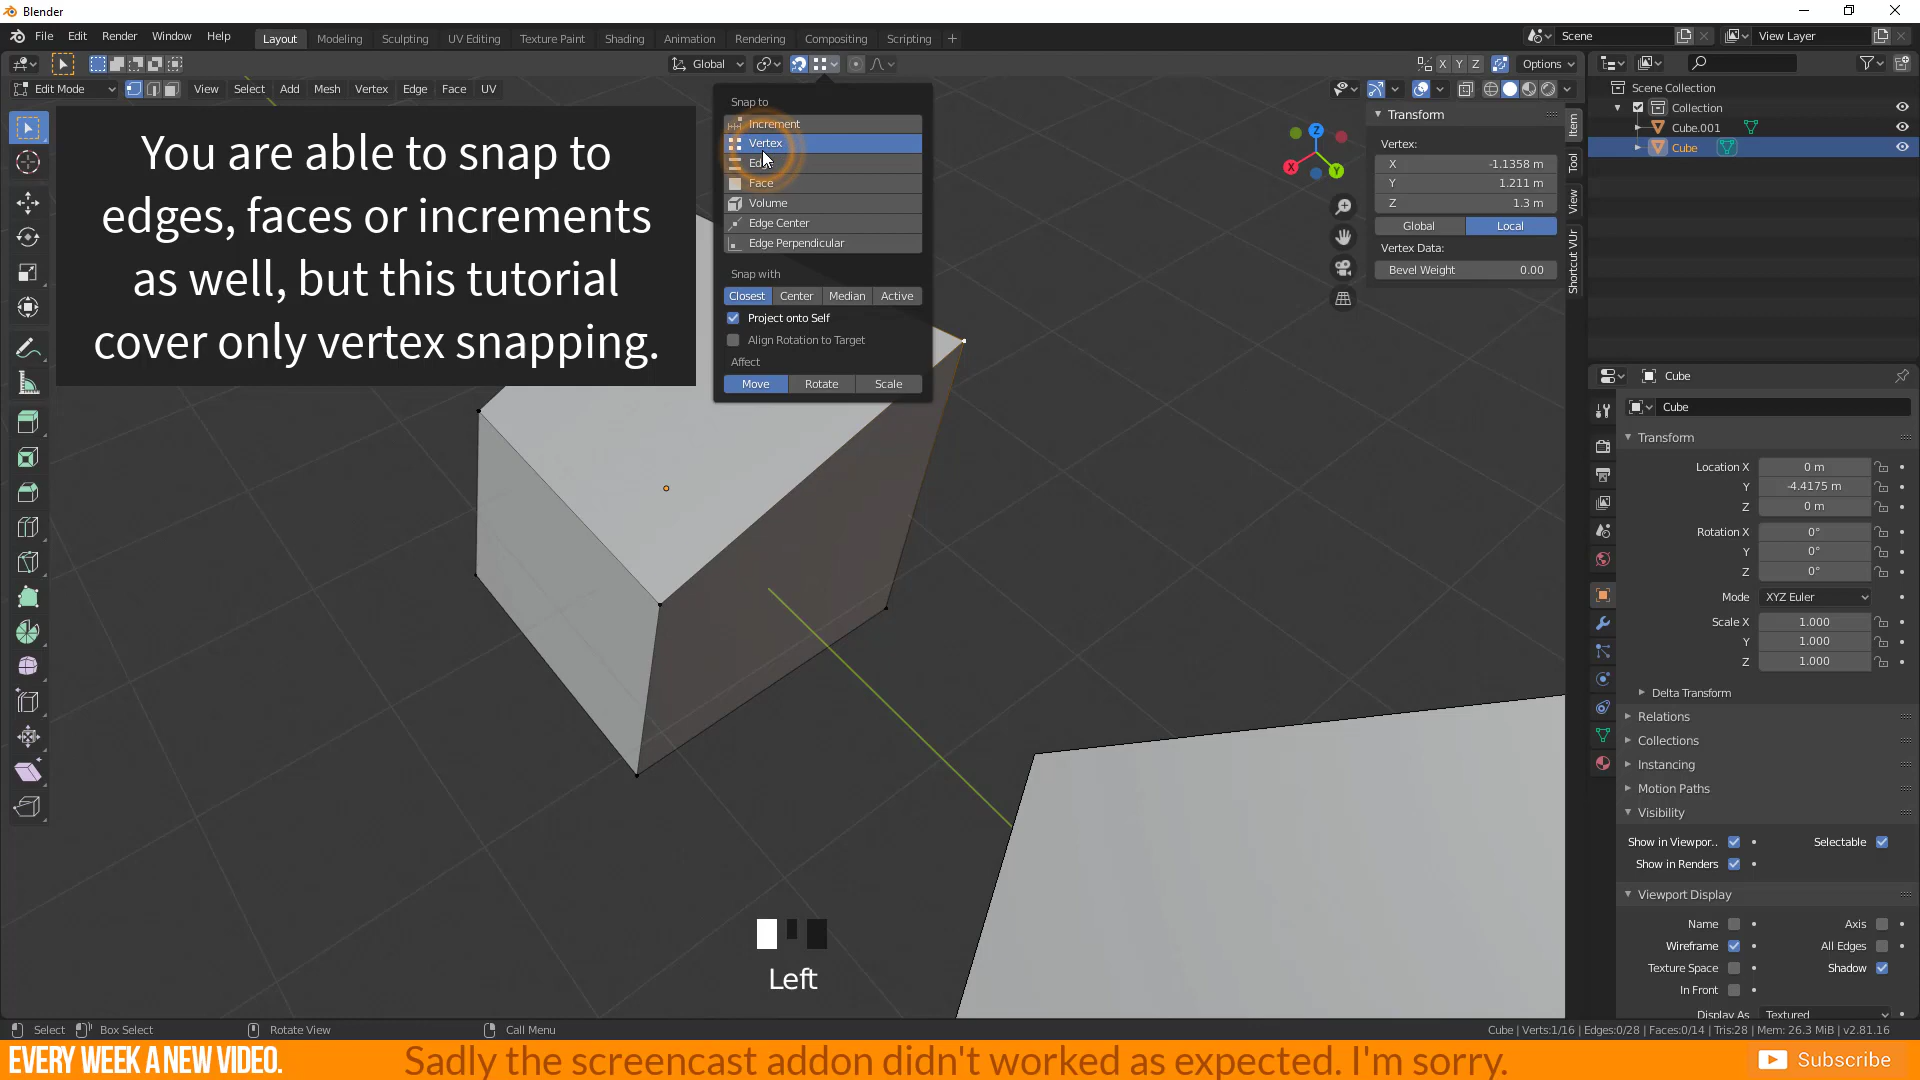 Blender
File Edit Render Window Help
Layout Modeling Sculpting UV Editing Texture Paint Shading Animation Rendering Compositing Scripting +
Scene
View Layer
Global
X Y Z
Options
Edit Mode
View Select Add Mesh Vertex Edge Face UV
You are able to snap to
edges, faces or increments
as well, but this tutorial
cover only vertex snapping.
Snap to
Increment
Vertex
Face
Volume
Edge Center
Edge Perpendicular
Snap with
Closest Center Median Active
Project onto Self
Align Rotation to Target
Affect
Move Rotate Scale
Z
X
Y
Transform
Vertex:
X -1.1358 m
Y 1.211 m
Z 1.3 m
Global Local
Vertex Data:
Bevel Weight 0.00
Item
Tool
View
Shortcut VUr
Scene Collection
Collection
Cube.001
Cube
Cube
Cube
Transform
Location X 0 m
Y -4.4175 m
Z 0 m
Rotation X 0°
Y 0°
Z 0°
Mode XYZ Euler
Scale X 1.000
Y 1.000
Z 1.000
Delta Transform
Relations
Collections
Instancing
Motion Paths
Visibility
Show in Viewpor.. Selectable
Show in Renders
Viewport Display
Name Axis
Wireframe All Edges
Texture Space Shadow
In Front
Display As Textured
Left
Select Box Select Rotate View Call Menu
Cube | Verts:1/16 | Edges:0/28 | Faces:0/14 | Tris:28 | Mem: 26.3 MiB | v2.81.16
EVERY WEEK A NEW VIDEO.
Sadly the screencast addon didn't worked as expected. I'm sorry.
Subscribe